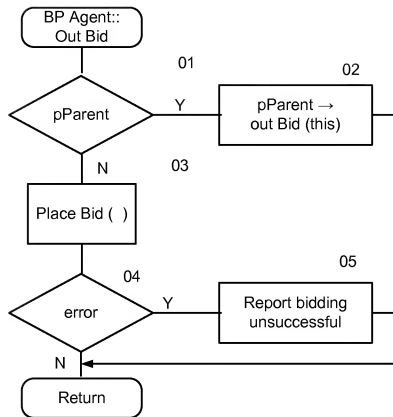 BP Agent::
Out Bid
01
02
pParent
Y
pParent →
out Bid (this)
N
03
Place Bid ( )
04
05
error
Y
Report bidding
unsuccessful
N
Return